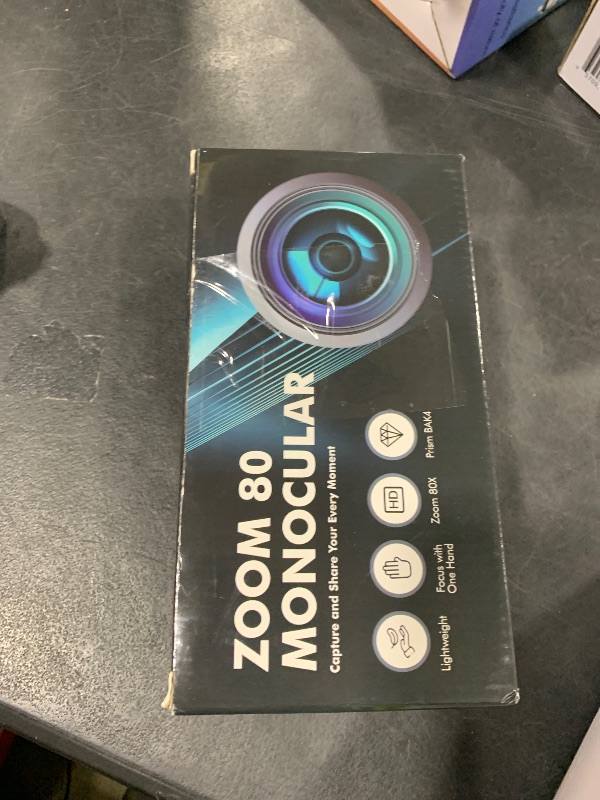 ZOOM 80
MONOCULAR
Capture and Share Your Every Moment
Lightweight
Focus with
One Hand
HD
Zoom 80X
Prism BAK4